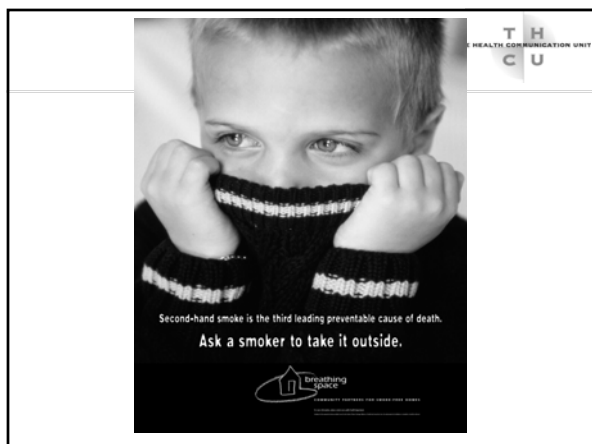 T H
E HEALTH COMMUNICATION UNIT
C U
Second-hand smoke is the third leading preventable cause of death.
Ask a smoker to take it outside.
breathing
space
COMMUNITY PARTNERS FOR SMOKE-FREE HOMES